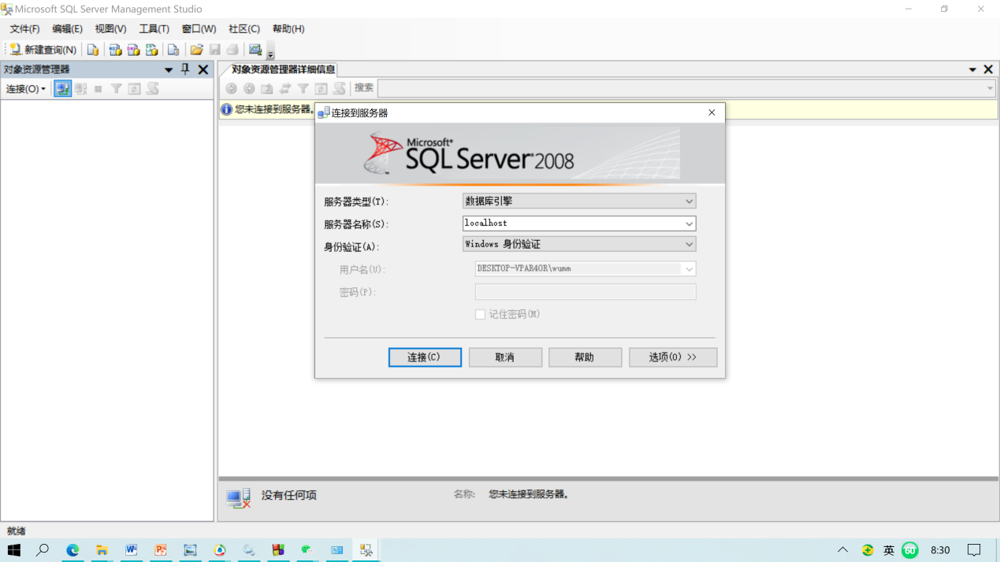 Microsoft SQL Server Management Studio
文件(F) 编辑(E) 视图(V) 工具(T) 窗口(W) 社区(C) 帮助(H)
新建查询(N)
对象资源管理器
对象资源管理器详细信息
连接(O)
搜索
您未连接到服务器。
连接到服务器
Microsoft®
SQL Server® 2008
服务器类型(T): 数据库引擎
服务器名称(S): localhost
身份验证(A): Windows 身份验证
用户名(U): DESKTOP-VPAR4OR\wumm
密码(P):
记住密码(M)
连接(C) 取消 帮助 选项(O) >>
没有任何项 名称: 您未连接到服务器。
就绪
英 60 8:30